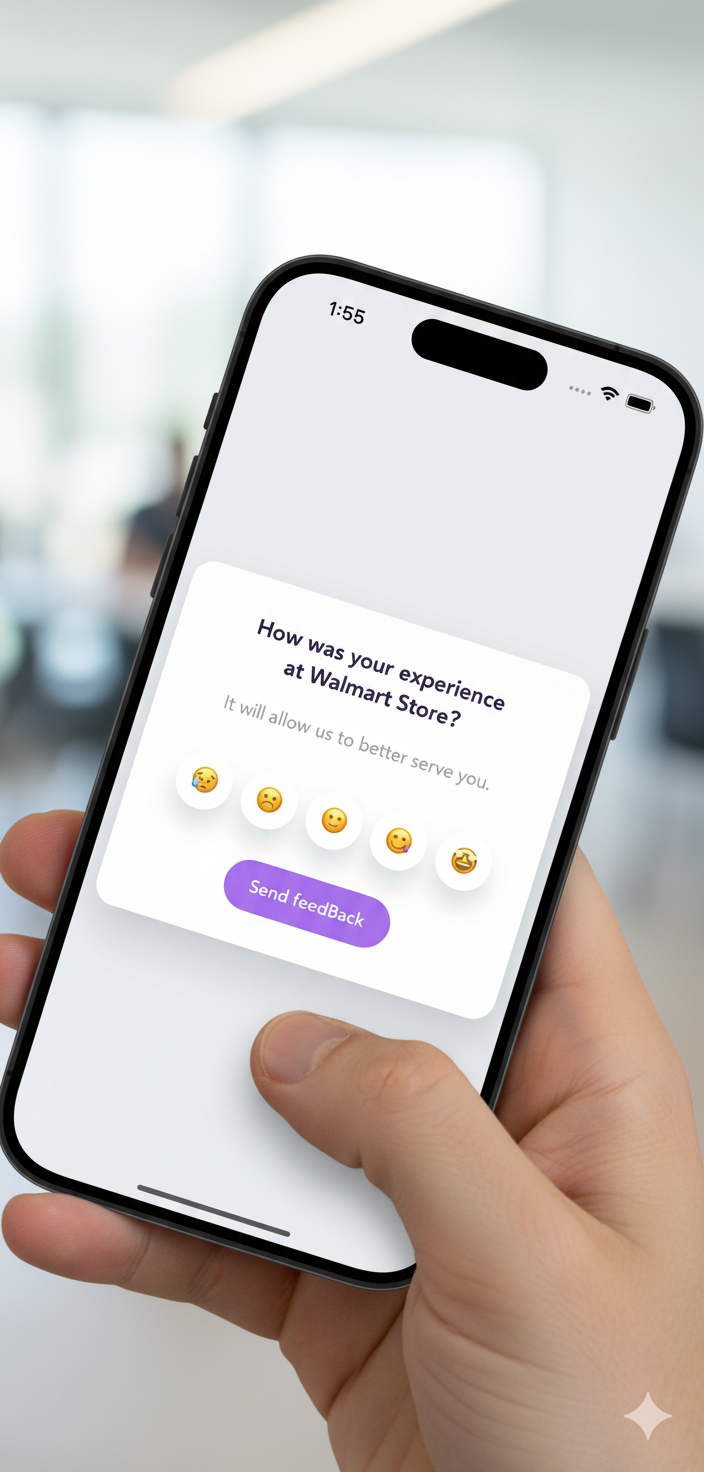 1:55
How was your experience
at Walmart Store?
It will allow us to better serve you.
Send feedBack